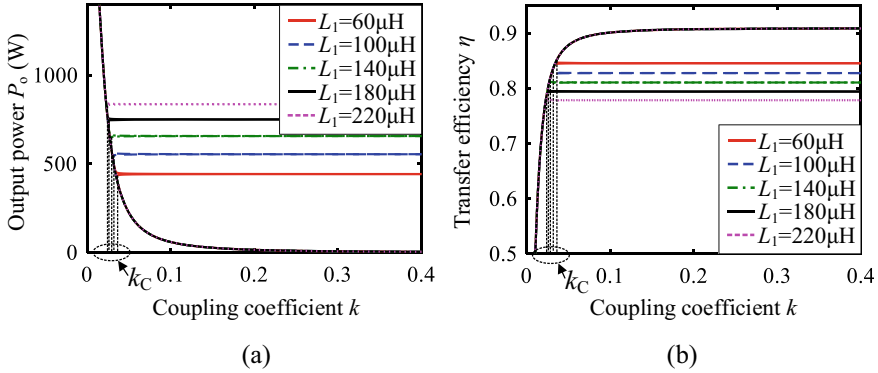 Output power Pₒ (W)
1000
500
0
L₁=60μH
L₁=100μH
L₁=140μH
L₁=180μH
L₁=220μH
0
0.1
0.2
0.3
0.4
k_C
Coupling coefficient k
(a)
Transfer efficiency η
0.9
0.8
0.7
0.6
0.5
L₁=60μH
L₁=100μH
L₁=140μH
L₁=180μH
L₁=220μH
0
0.1
0.2
0.3
0.4
k_C
Coupling coefficient k
(b)